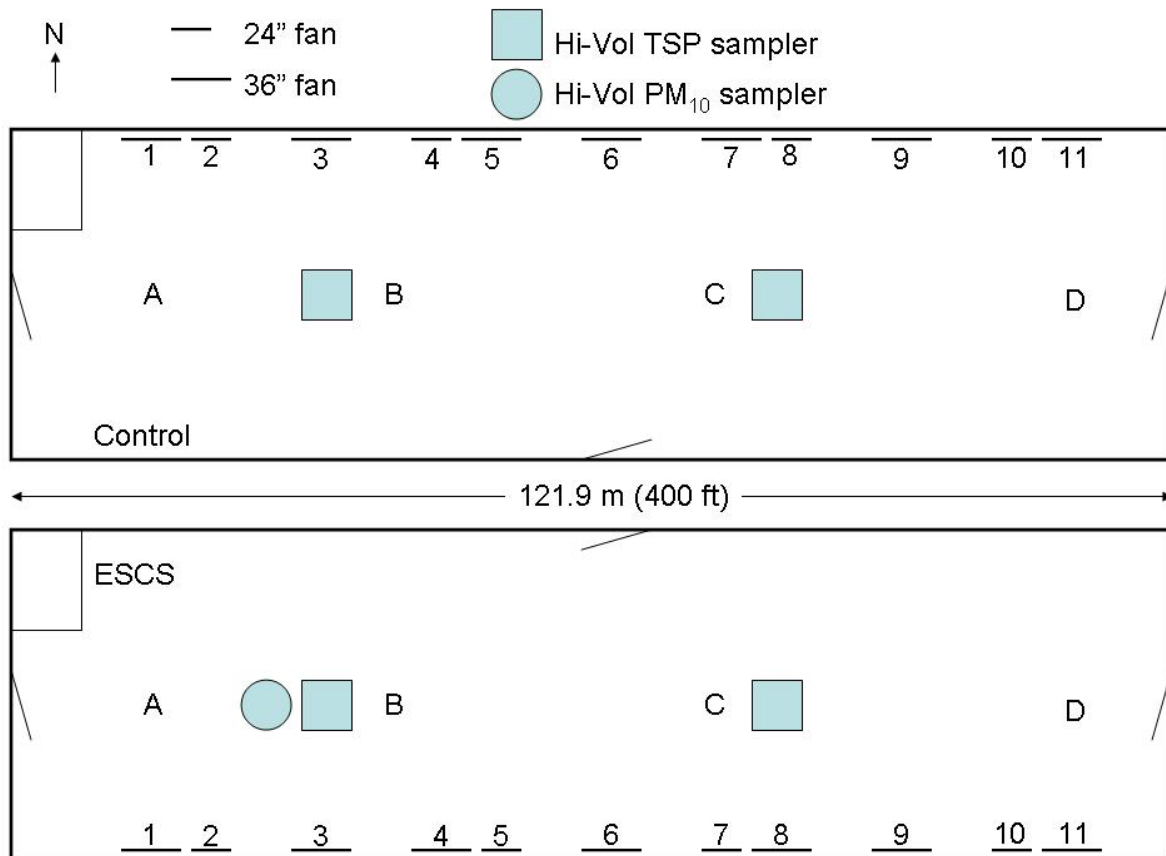 N
24” fan
36” fan
Hi-Vol TSP sampler
Hi-Vol PM₁₀ sampler
1 2 3 4 5 6 7 8 9 10 11
A B C D
Control
121.9 m (400 ft)
ESCS
A B C D
1 2 3 4 5 6 7 8 9 10 11